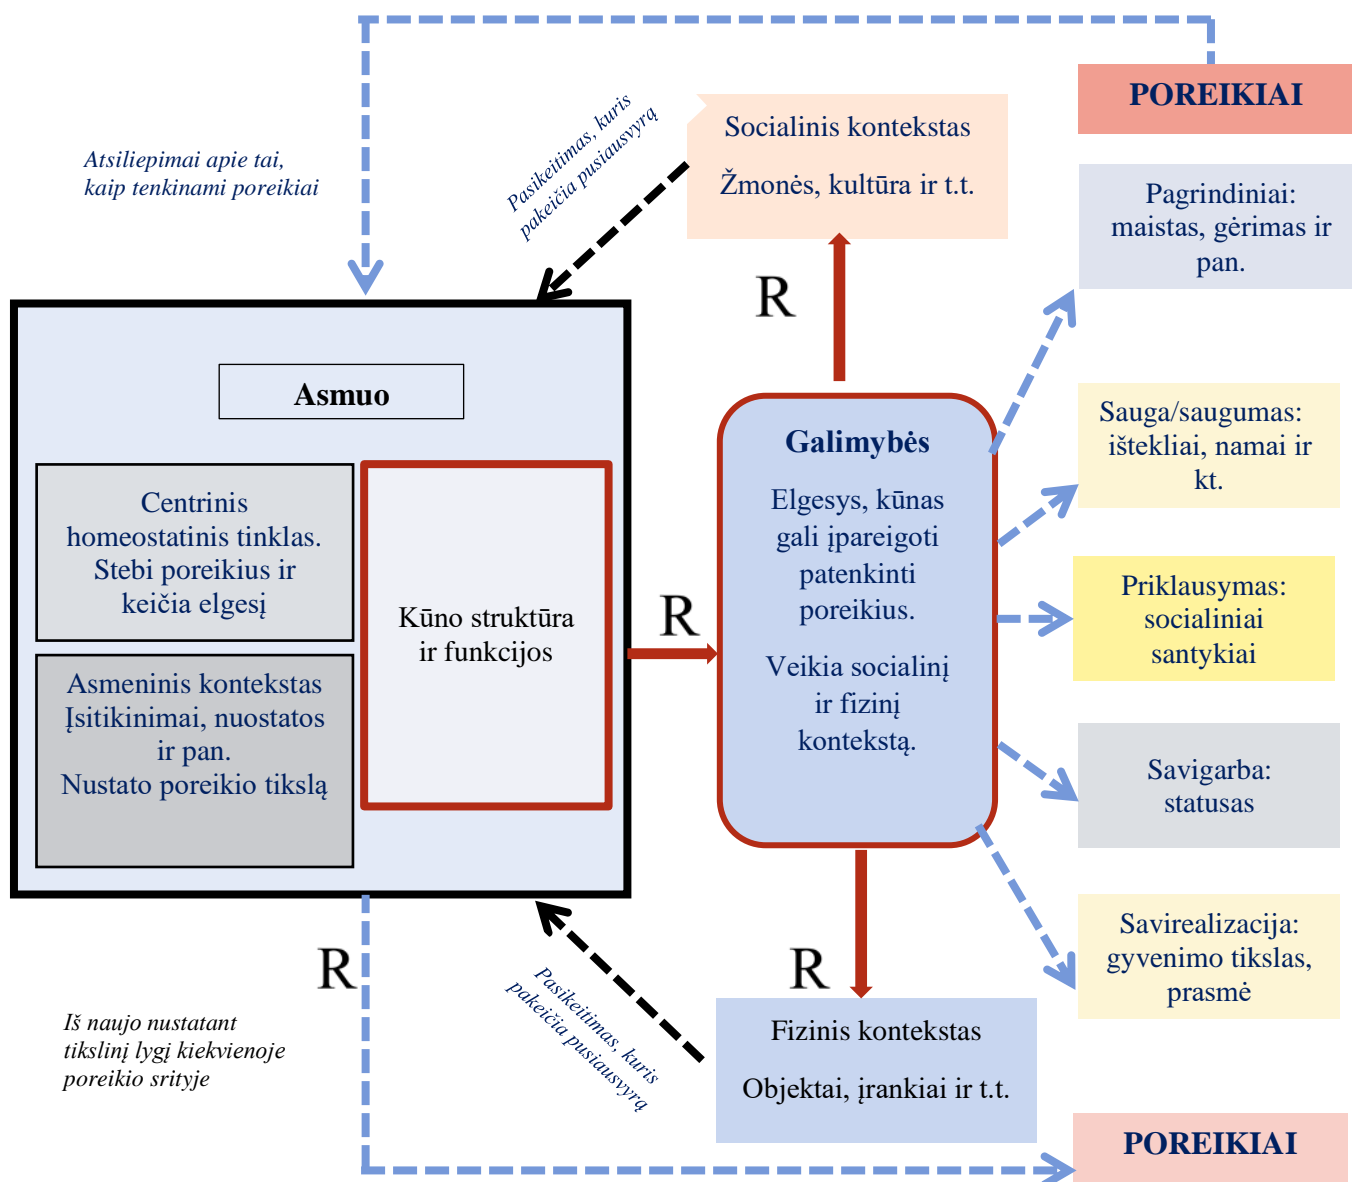 POREIKIAI
Atsiliepimai apie tai,
kaip tenkinami poreikiai
Pasikeitimas, kuris
pakeičia pusiausvyrą
Socialinis kontekstas
Žmonės, kultūra ir t.t.
Pagrindiniai:
maistas, gėrimas ir
pan.
R
Asmuo
Centrinis
homeostatinis tinklas.
Stebi poreikius ir
keičia elgesį
Asmeninis kontekstas
Įsitikinimai, nuostatos
ir pan.
Nustato poreikio tikslą
Kūno struktūra
ir funkcijos
R
Galimybės
Elgesys, kūnas
gali įpareigoti
patenkinti
poreikius.
Veikia socialinį
ir fizinį
kontekstą.
Sauga/saugumas:
ištekliai, namai ir
kt.
Priklausymas:
socialiniai
santykiai
Savigarba:
statusas
Savirealizacija:
gyvenimo tikslas,
prasmė
R
Iš naujo nustatant
tikslinį lygį kiekvienoje
poreikio srityje
Pasikeitimas, kuris
pakeičia pusiausvyrą
R
Fizinis kontekstas
Objektai, įrankiai ir t.t.
POREIKIAI